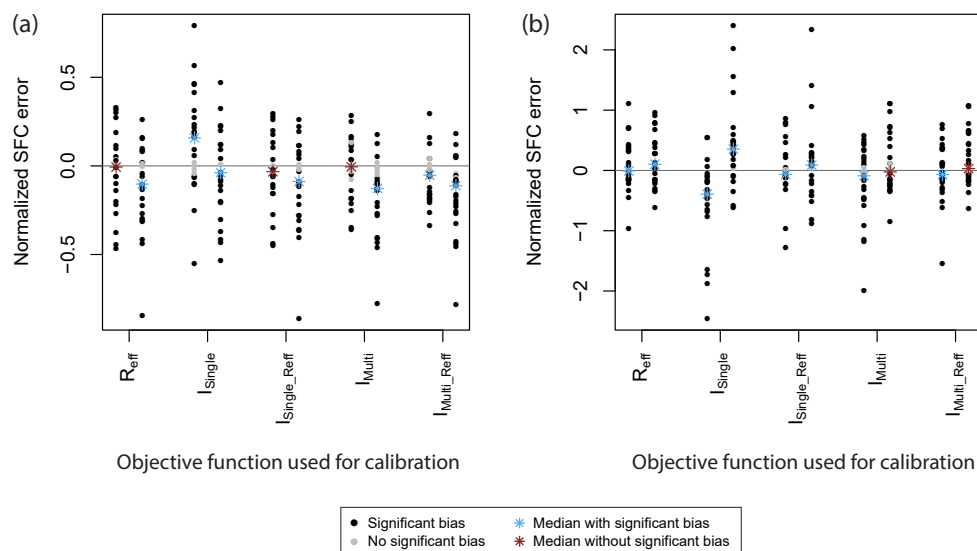 (a)
Normalized SFC error
0.5
0.0
−0.5
R_eff
I_Single
I_Single_Reff
I_Multi
I_Multi_Reff
Objective function used for calibration
(b)
Normalized SFC error
2
1
0
−1
−2
R_eff
I_Single
I_Single_Reff
I_Multi
I_Multi_Reff
Objective function used for calibration
Significant bias
No significant bias
Median with significant bias
Median without significant bias